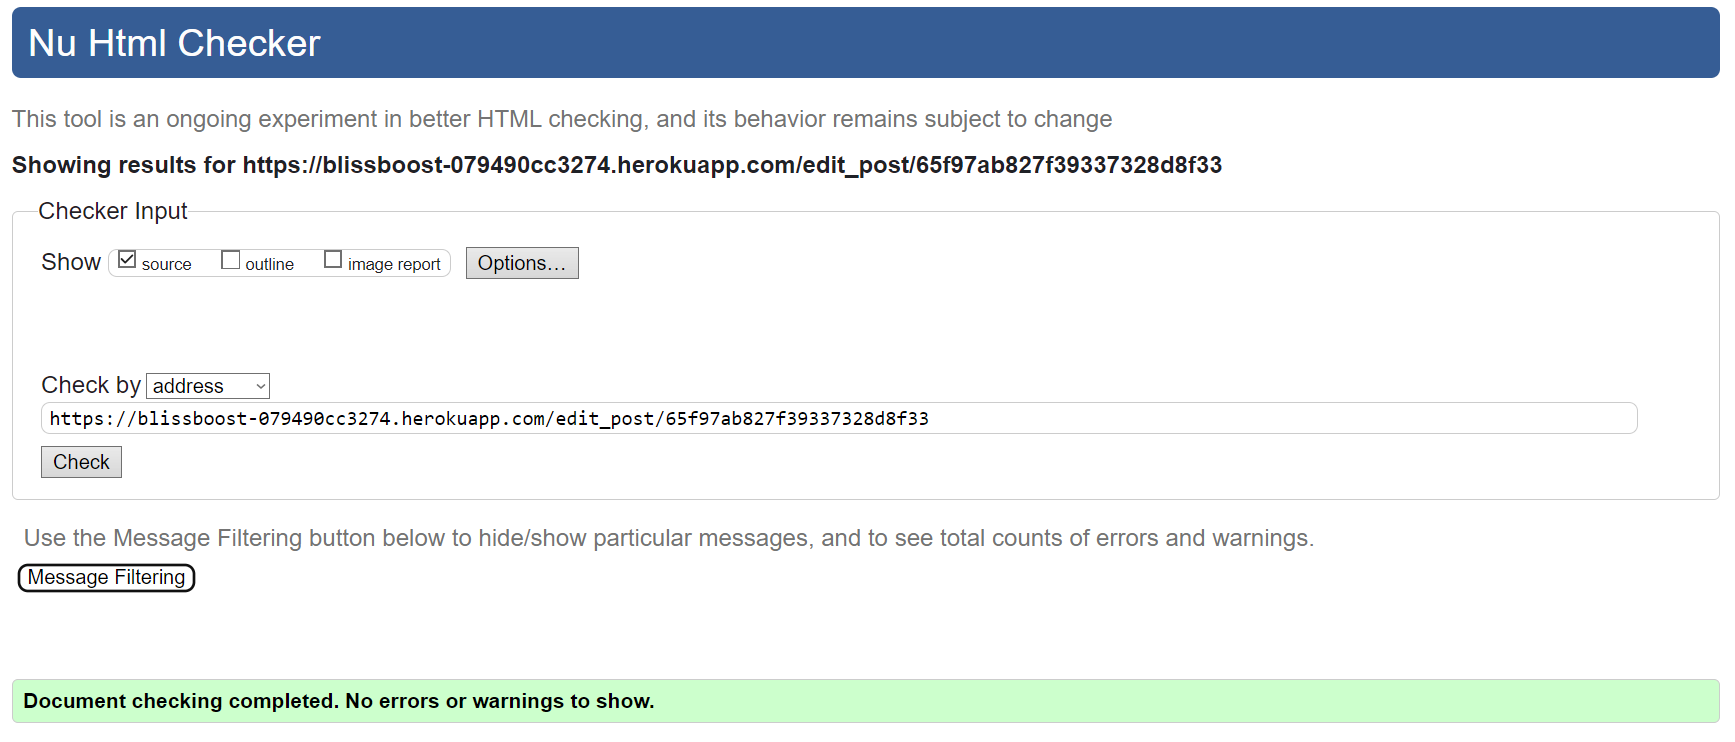 Nu Html Checker
This tool is an ongoing experiment in better HTML checking, and its behavior remains subject to change
Showing results for https://blissboost-079490cc3274.herokuapp.com/edit_post/65f97ab827f39337328d8f33
Checker Input
Show source outline image report Options...
Check by address
https://blissboost-079490cc3274.herokuapp.com/edit_post/65f97ab827f39337328d8f33
Check
Use the Message Filtering button below to hide/show particular messages, and to see total counts of errors and warnings.
Message Filtering
Document checking completed. No errors or warnings to show.